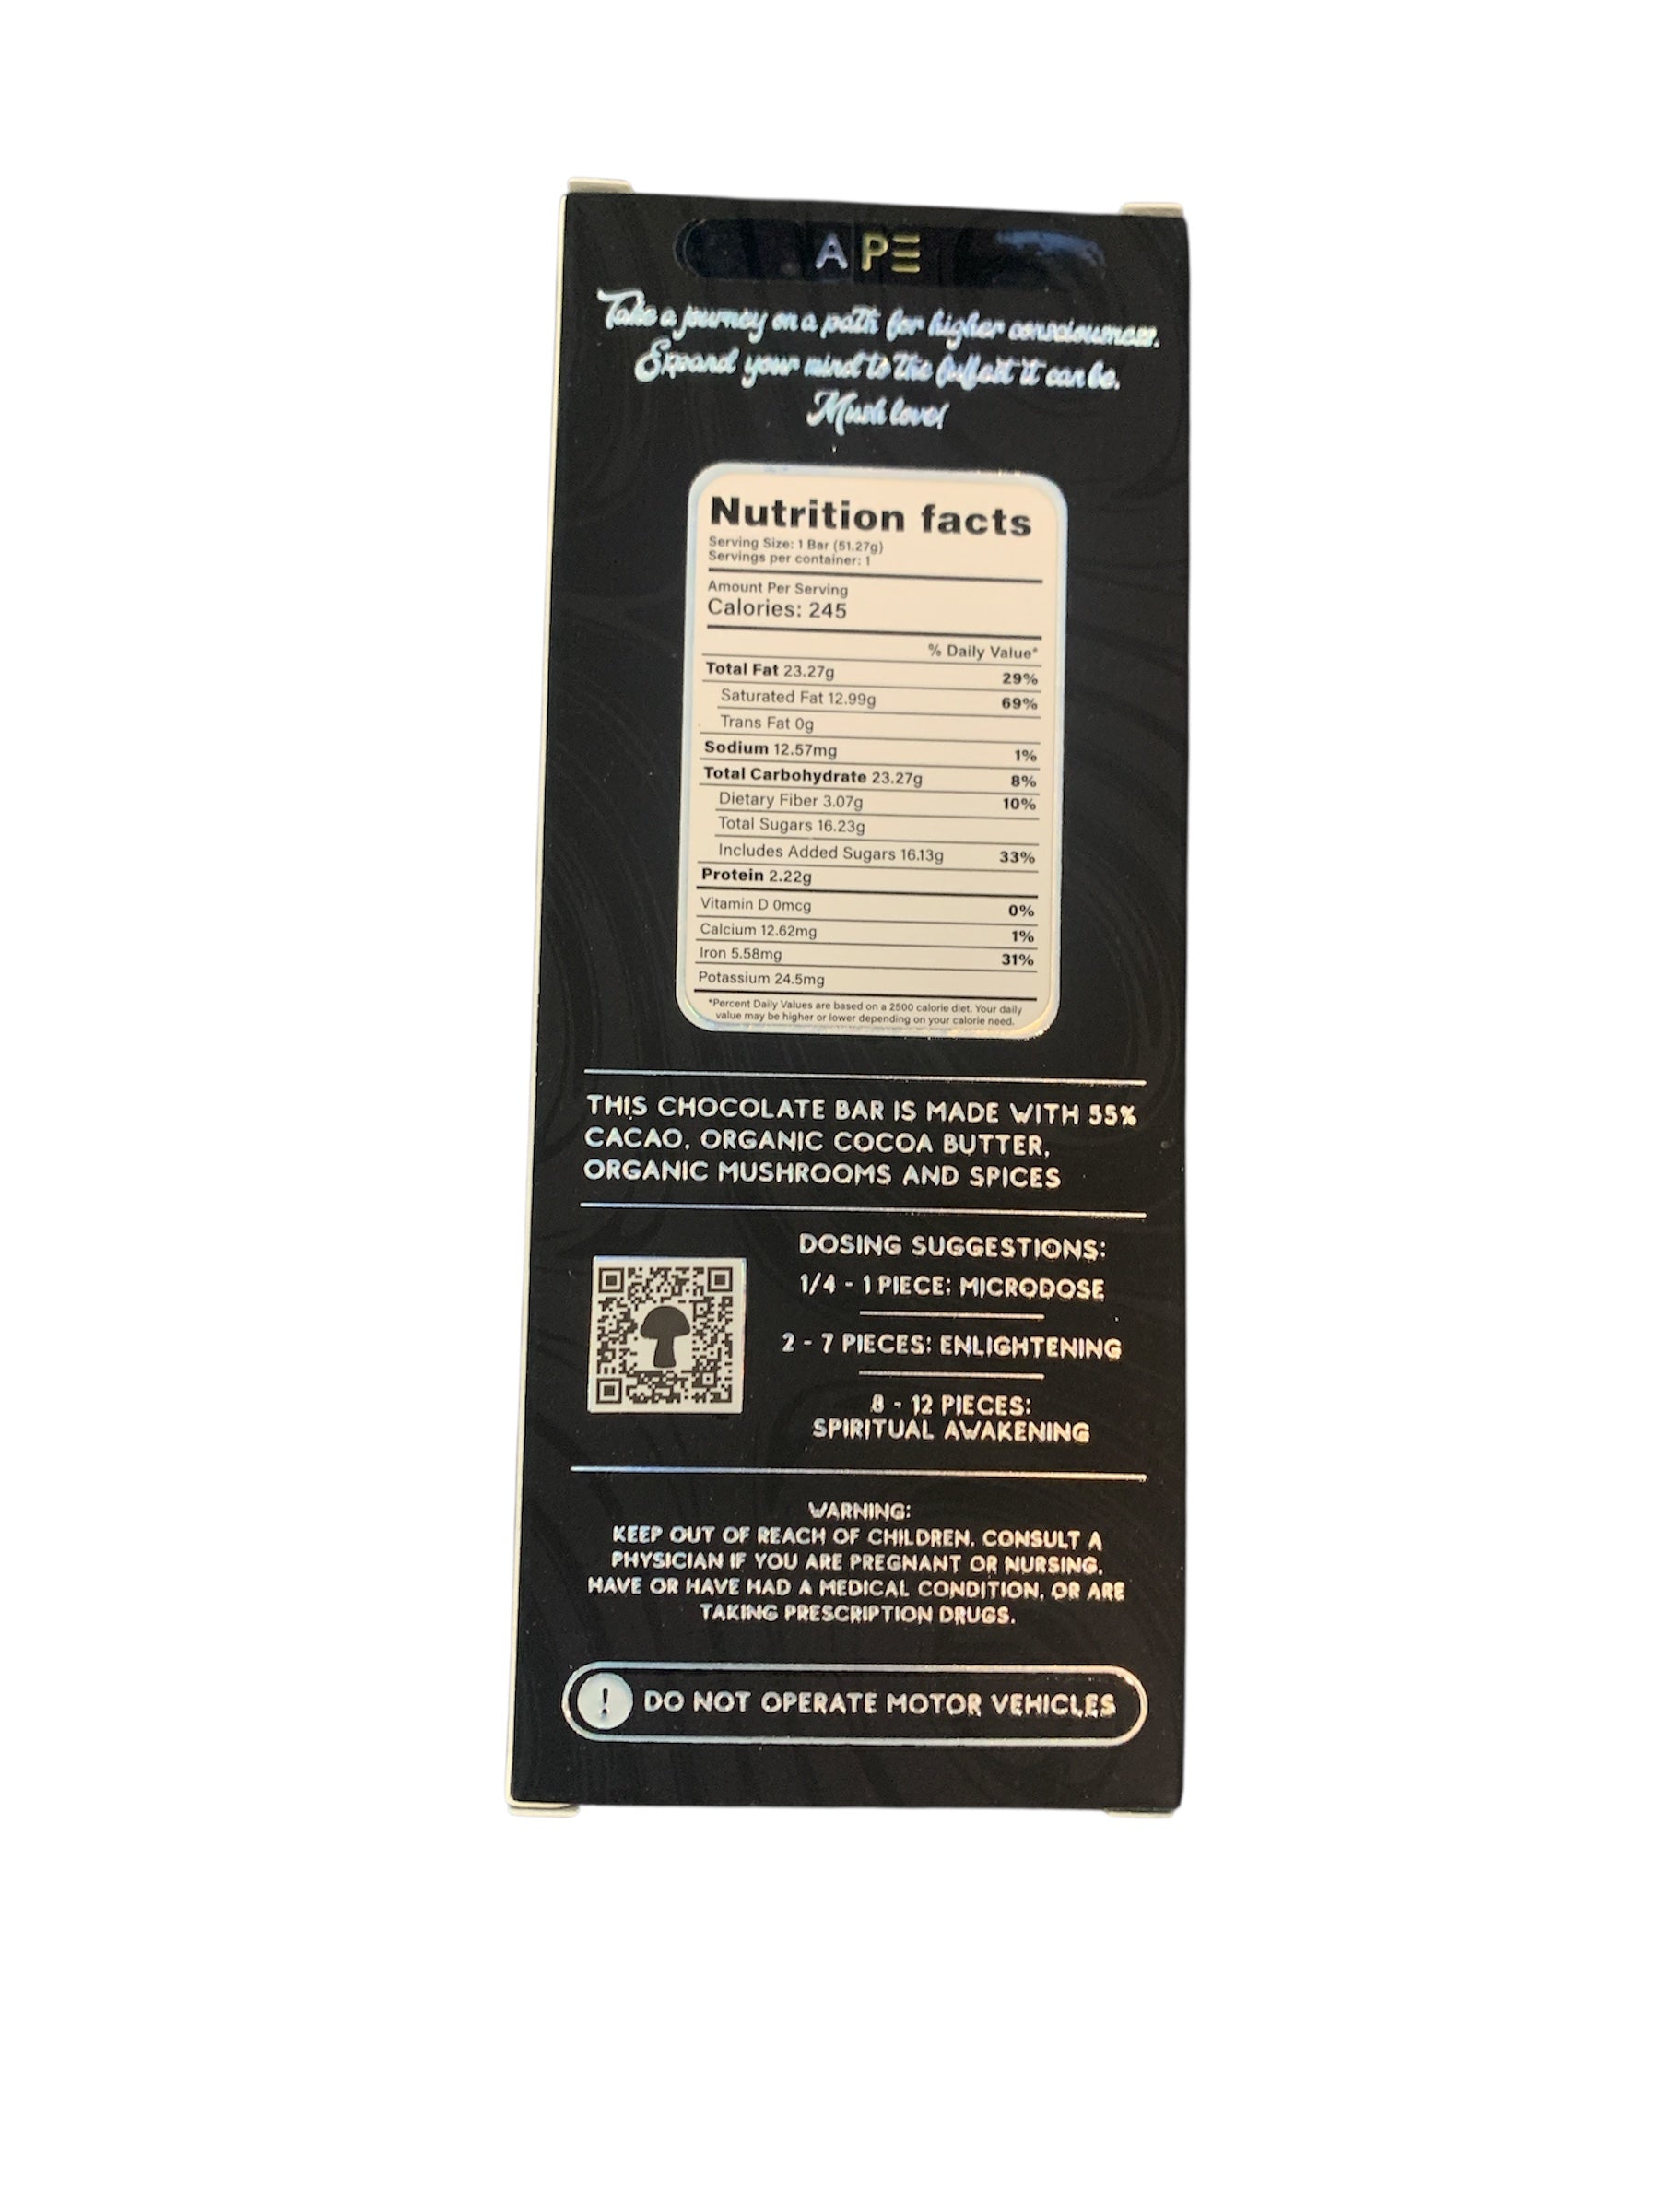 APE
Take a journey on a path for higher consciousness.
Expand your mind to the fullest it can be.
Mush love!
Nutrition facts
Serving Size: 1 Bar (51.27g)
Servings per container: 1
Amount Per Serving
Calories: 245
% Daily Value*
Total Fat 23.27g 29%
Saturated Fat 12.99g 69%
Trans Fat 0g
Sodium 12.57mg 1%
Total Carbohydrate 23.27g 8%
Dietary Fiber 3.07g 10%
Total Sugars 16.23g
Includes Added Sugars 16.13g 33%
Protein 2.22g
Vitamin D 0mcg 0%
Calcium 12.62mg 1%
Iron 5.58mg 31%
Potassium 24.5mg
*Percent Daily Values are based on a 2500 calorie diet. Your daily
value may be higher or lower depending on your calorie need.
THIS CHOCOLATE BAR IS MADE WITH 55%
CACAO, ORGANIC COCOA BUTTER,
ORGANIC MUSHROOMS AND SPICES
DOSING SUGGESTIONS:
1/4 - 1 PIECE: MICRODOSE
2 - 7 PIECES: ENLIGHTENING
8 - 12 PIECES:
SPIRITUAL AWAKENING
WARNING:
KEEP OUT OF REACH OF CHILDREN. CONSULT A
PHYSICIAN IF YOU ARE PREGNANT OR NURSING,
HAVE OR HAVE HAD A MEDICAL CONDITION, OR ARE
TAKING PRESCRIPTION DRUGS.
! DO NOT OPERATE MOTOR VEHICLES